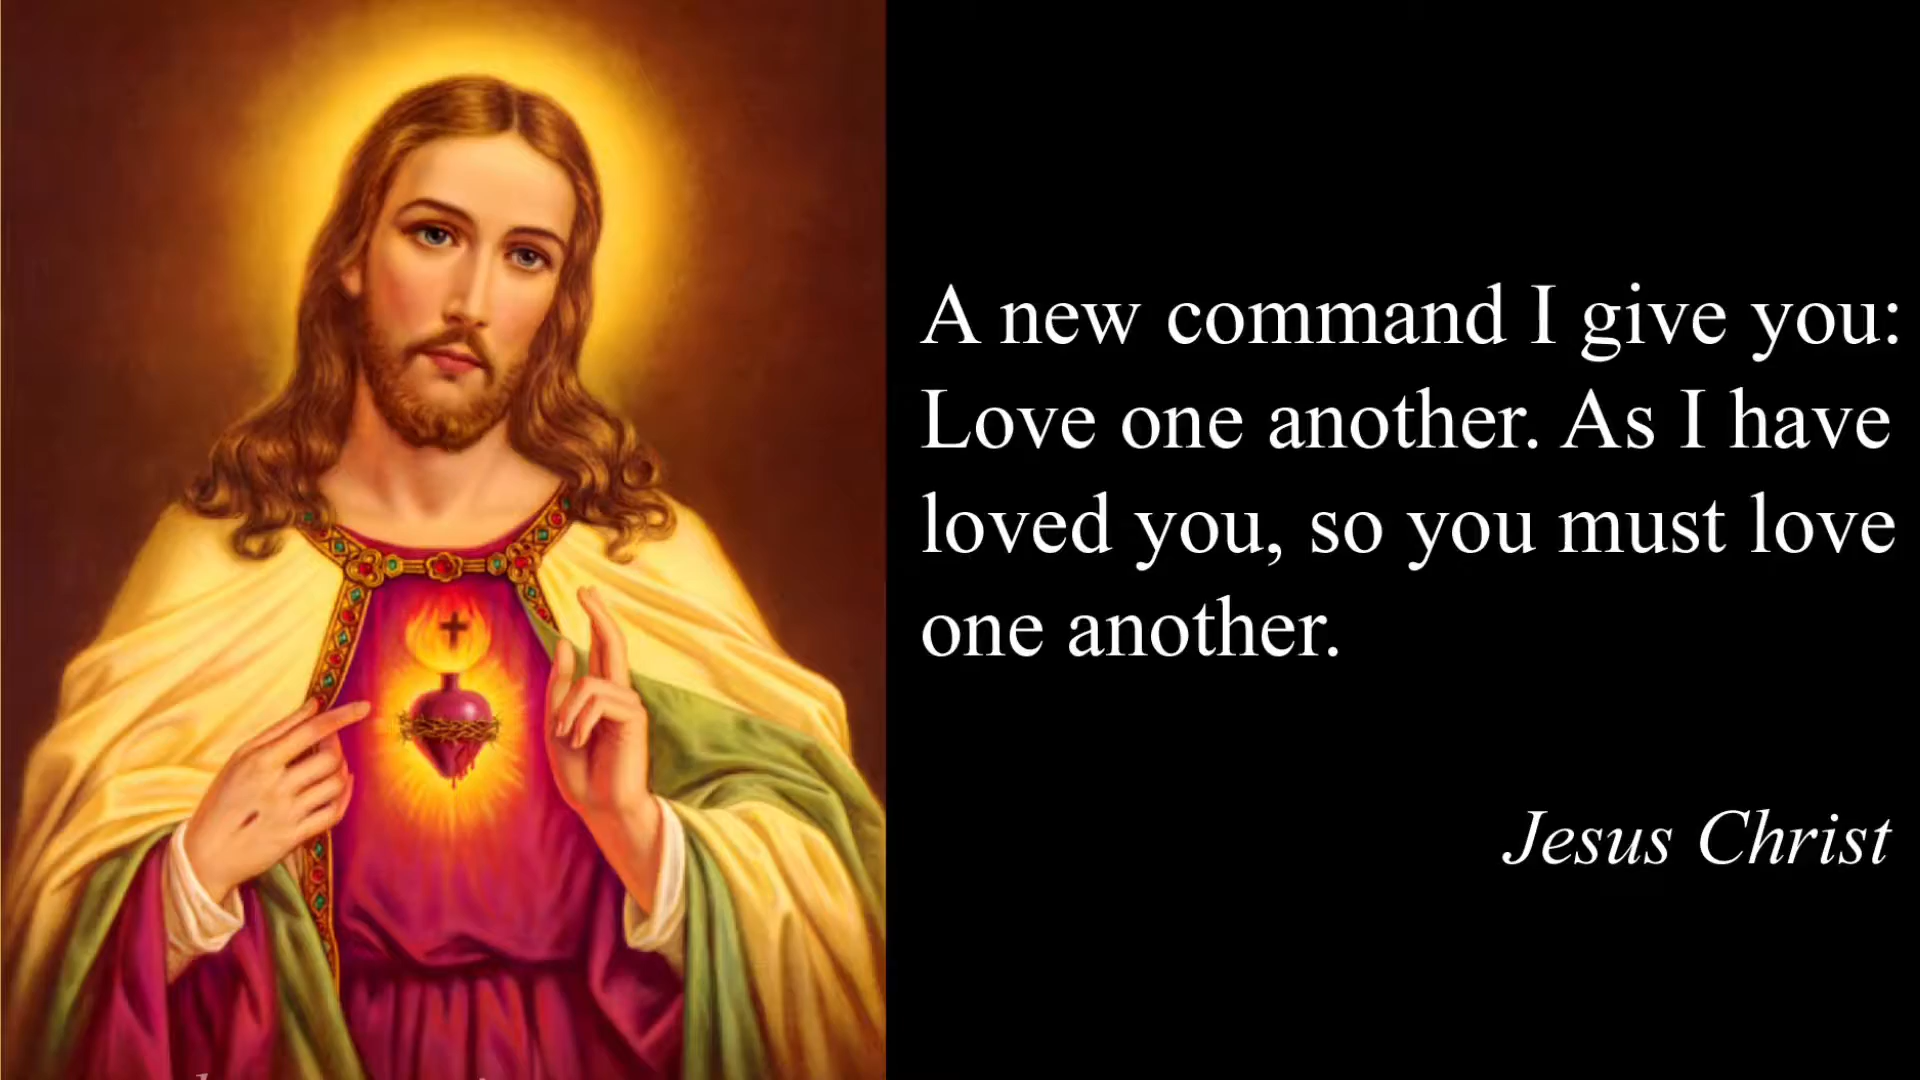 A new command I give you:
Love one another. As I have
loved you, so you must love
one another.
Jesus Christ